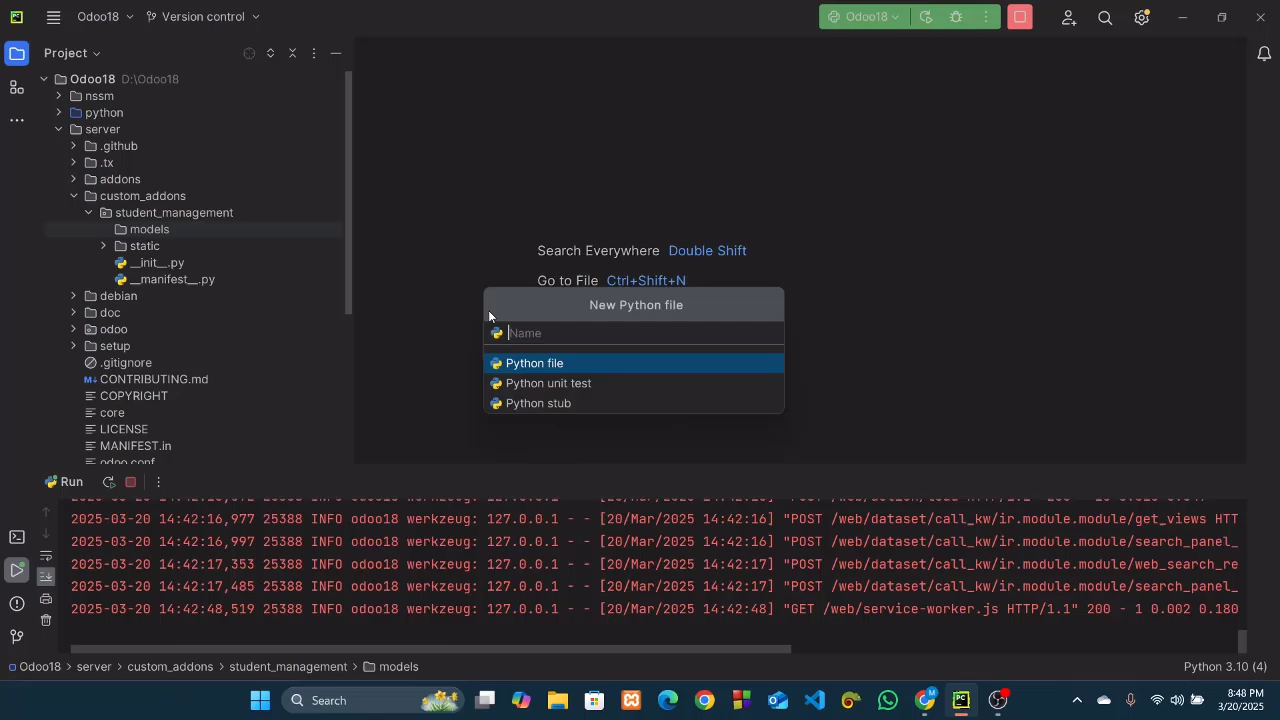 Odoo18
Version control
Odoo18
Project
Odoo18 D:\Odoo18
nssm
python
server
.github
.tx
addons
custom_addons
student_management
models
static
__init__.py
__manifest__.py
debian
doc
odoo
setup
.gitignore
M↓ CONTRIBUTING.md
COPYRIGHT
core
LICENSE
MANIFEST.in
odoo.conf
Search Everywhere Double Shift
Go to File Ctrl+Shift+N
New Python file
Name
Python file
Python unit test
Python stub
Run
2025-03-20 14:42:16,977 25388 INFO odoo18 werkzeug: 127.0.0.1 - - [20/Mar/2025 14:42:16] "POST /web/dataset/call_kw/ir.module.module/get_views HTT
2025-03-20 14:42:16,997 25388 INFO odoo18 werkzeug: 127.0.0.1 - - [20/Mar/2025 14:42:16] "POST /web/dataset/call_kw/ir.module.module/search_panel_
2025-03-20 14:42:17,353 25388 INFO odoo18 werkzeug: 127.0.0.1 - - [20/Mar/2025 14:42:17] "POST /web/dataset/call_kw/ir.module.module/web_search_re
2025-03-20 14:42:17,485 25388 INFO odoo18 werkzeug: 127.0.0.1 - - [20/Mar/2025 14:42:17] "POST /web/dataset/call_kw/ir.module.module/search_panel_
2025-03-20 14:42:48,519 25388 INFO odoo18 werkzeug: 127.0.0.1 - - [20/Mar/2025 14:42:48] "GET /web/service-worker.js HTTP/1.1" 200 - 1 0.002 0.180
Odoo18 > server > custom_addons > student_management > models
Python 3.10 (4)
Search
8:48 PM
3/20/2025